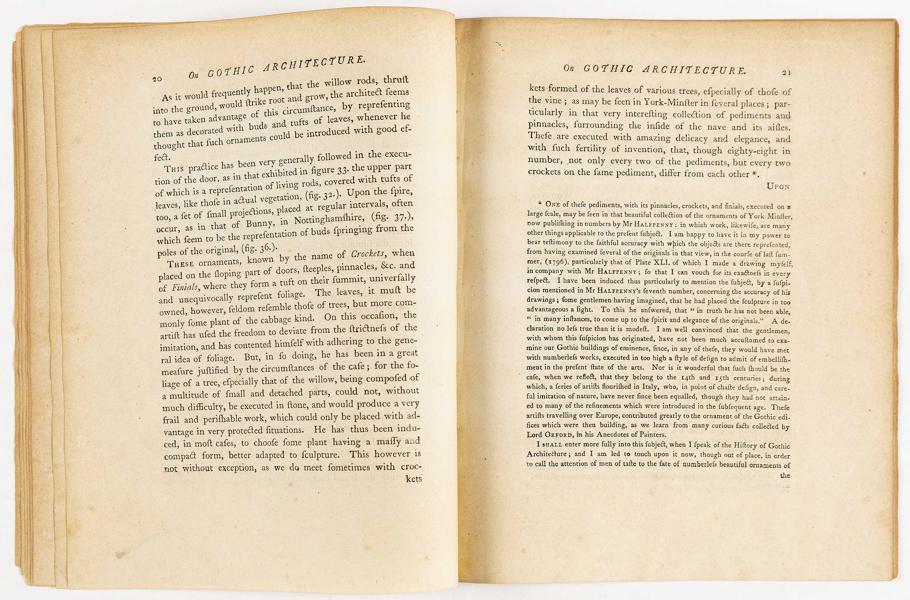 20 On GOTHIC ARCHITECTURE.
As it would frequently happen, that the willow rods, thruſt
into the ground, would ſtrike root and grow, the architect ſeems
to have taken advantage of this circumſtance, by repreſenting
them as decorated with buds and tufts of leaves, whenever he
thought that ſuch ornaments could be introduced with good ef-
fect.
THIS practice has been very generally followed in the execu-
tion of the door, as in that exhibited in figure 33. the upper part
of which is a repreſentation of living rods, covered with tufts of
leaves, like thoſe in actual vegetation, (fig. 32.). Upon the ſpire,
too, a ſet of ſmall projections, placed at regular intervals, often
occur, as in that of Bunny, in Nottinghamſhire, (fig. 37.),
which ſeem to be the repreſentation of buds ſpringing from the
poles of the original, (fig. 36.).
THESE ornaments, known by the name of Crockets, when
placed on the ſloping part of doors, ſteeples, pinnacles, &c. and
of Finials, where they form a tuft on their ſummit, univerſally
and unequivocally repreſent foliage. The leaves, it muſt be
owned, however, ſeldom reſemble thoſe of trees, but more com-
monly ſome plant of the cabbage kind. On this occaſion, the
artiſt has uſed the freedom to deviate from the ſtrictneſs of the
imitation, and has contented himſelf with adhering to the gene-
ral idea of foliage. But, in ſo doing, he has been in a great
meaſure juſtified by the circumſtances of the caſe; for the fo-
liage of a tree, eſpecially that of the willow, being compoſed of
a multitude of ſmall and detached parts, could not, without
much difficulty, be executed in ſtone, and would produce a very
frail and periſhable work, which could only be placed with ad-
vantage in very protected ſituations. He has thus been indu-
ced, in moſt caſes, to chooſe ſome plant having a maſſy and
compact form, better adapted to ſculpture. This however is
not without exception, as we do meet ſometimes with croc-
kets
On GOTHIC ARCHITECTURE. 21
kets formed of the leaves of various trees, eſpecially of thoſe of
the vine; as may be ſeen in York-Minſter in ſeveral places; par-
ticularly in that very intereſting collection of pediments and
pinnacles, ſurrounding the inſide of the nave and its aiſles.
Theſe are executed with amazing delicacy and elegance, and
with ſuch fertility of invention, that, though eighty-eight in
number, not only every two of the pediments, but every two
crockets on the ſame pediment, differ from each other *.
UPON
* ONE of theſe pediments, with its pinnacles, crockets, and finials, executed on a
large ſcale, may be ſeen in that beautiful collection of the ornaments of York-Minſter,
now publiſhing in numbers by Mr HALFPENNY: in which work, likewiſe, are many
other things applicable to the preſent ſubject. I am happy to have it in my power to
bear teſtimony to the faithful accuracy with which the objects are there repreſented,
from having examined ſeveral of the originals in that view, in the courſe of laſt ſum-
mer, (1796), particularly that of Plate XLI, of which I made a drawing myſelf,
in company with Mr HALFPENNY; ſo that I can vouch for its exactneſs in every
reſpect. I have been induced thus particularly to mention the ſubject, by a ſuſpi-
cion mentioned in Mr HALFPENNY's ſeventh number, concerning the accuracy of his
drawings; ſome gentlemen having imagined, that he had placed the ſculpture in too
advantageous a light. To this he anſwered, that “ in truth he has not been able,
“ in many inſtances, to come up to the ſpirit and elegance of the originals.” A de-
claration no leſs true than it is modeſt. I am well convinced that the gentlemen,
with whom this ſuſpicion has originated, have not been much accuſtomed to exa-
mine our Gothic buildings of eminence, ſince, in any of theſe, they would have met
with numberleſs works, executed in too high a ſtyle of deſign to admit of embelliſh-
ment in the preſent ſtate of the arts. Nor is it wonderful that ſuch ſhould be the
caſe, when we reflect, that they belong to the 14th and 15th centuries; during
which, a ſeries of artiſts flouriſhed in Italy, who, in point of chaſte deſign, and care-
ful imitation of nature, have never ſince been equalled, though they had not attain-
ed to many of the refinements which were introduced in the ſubſequent age. Theſe
artiſts travelling over Europe, contributed greatly to the ornament of the Gothic edi-
fices which were then building, as we learn from many curious facts collected by
Lord ORFORD, in his Anecdotes of Painters.
I SHALL enter more fully into this ſubject, when I ſpeak of the Hiſtory of Gothic
Architecture; and I am led to touch upon it now, though out of place, in order
to call the attention of men of taſte to the fate of numberleſs beautiful ornaments of
the